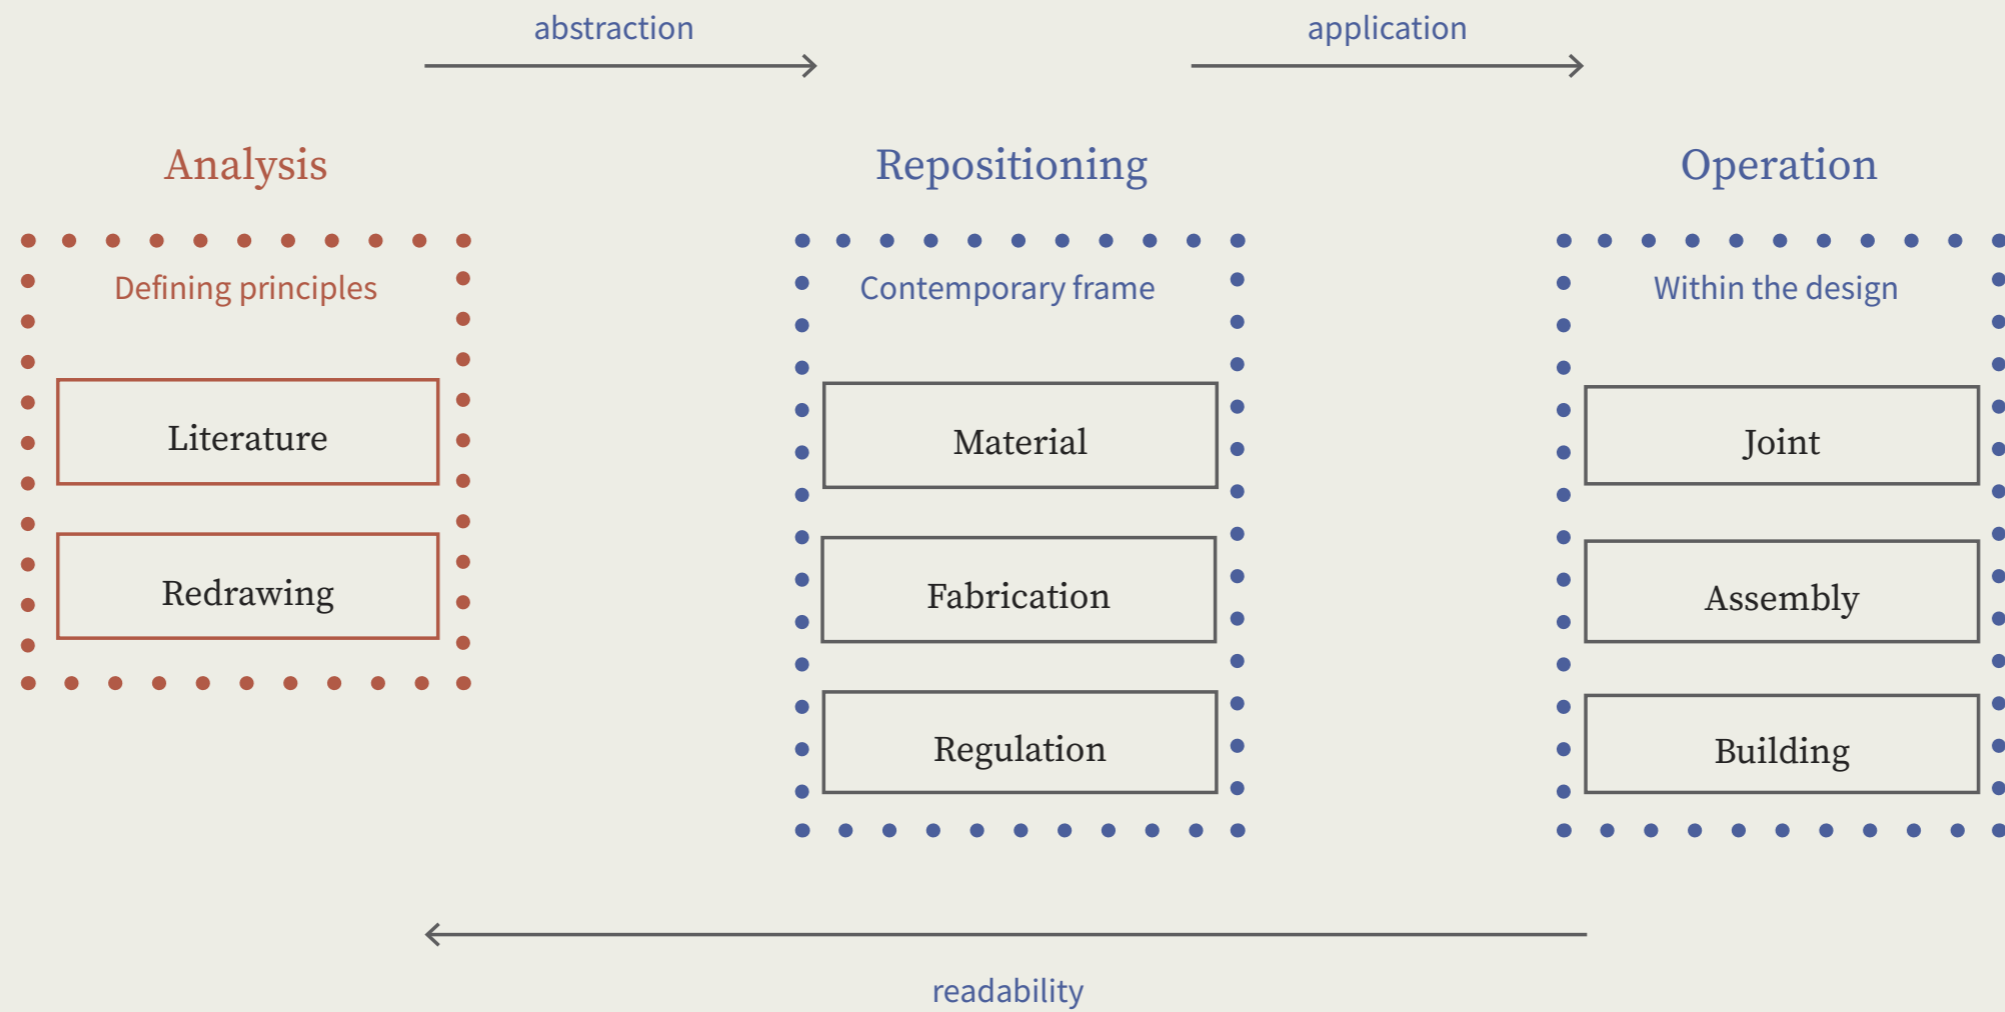 abstraction
application
Analysis
Repositioning
Operation
Defining principles
Contemporary frame
Within the design
Literature
Material
Joint
Redrawing
Fabrication
Assembly
Regulation
Building
readability